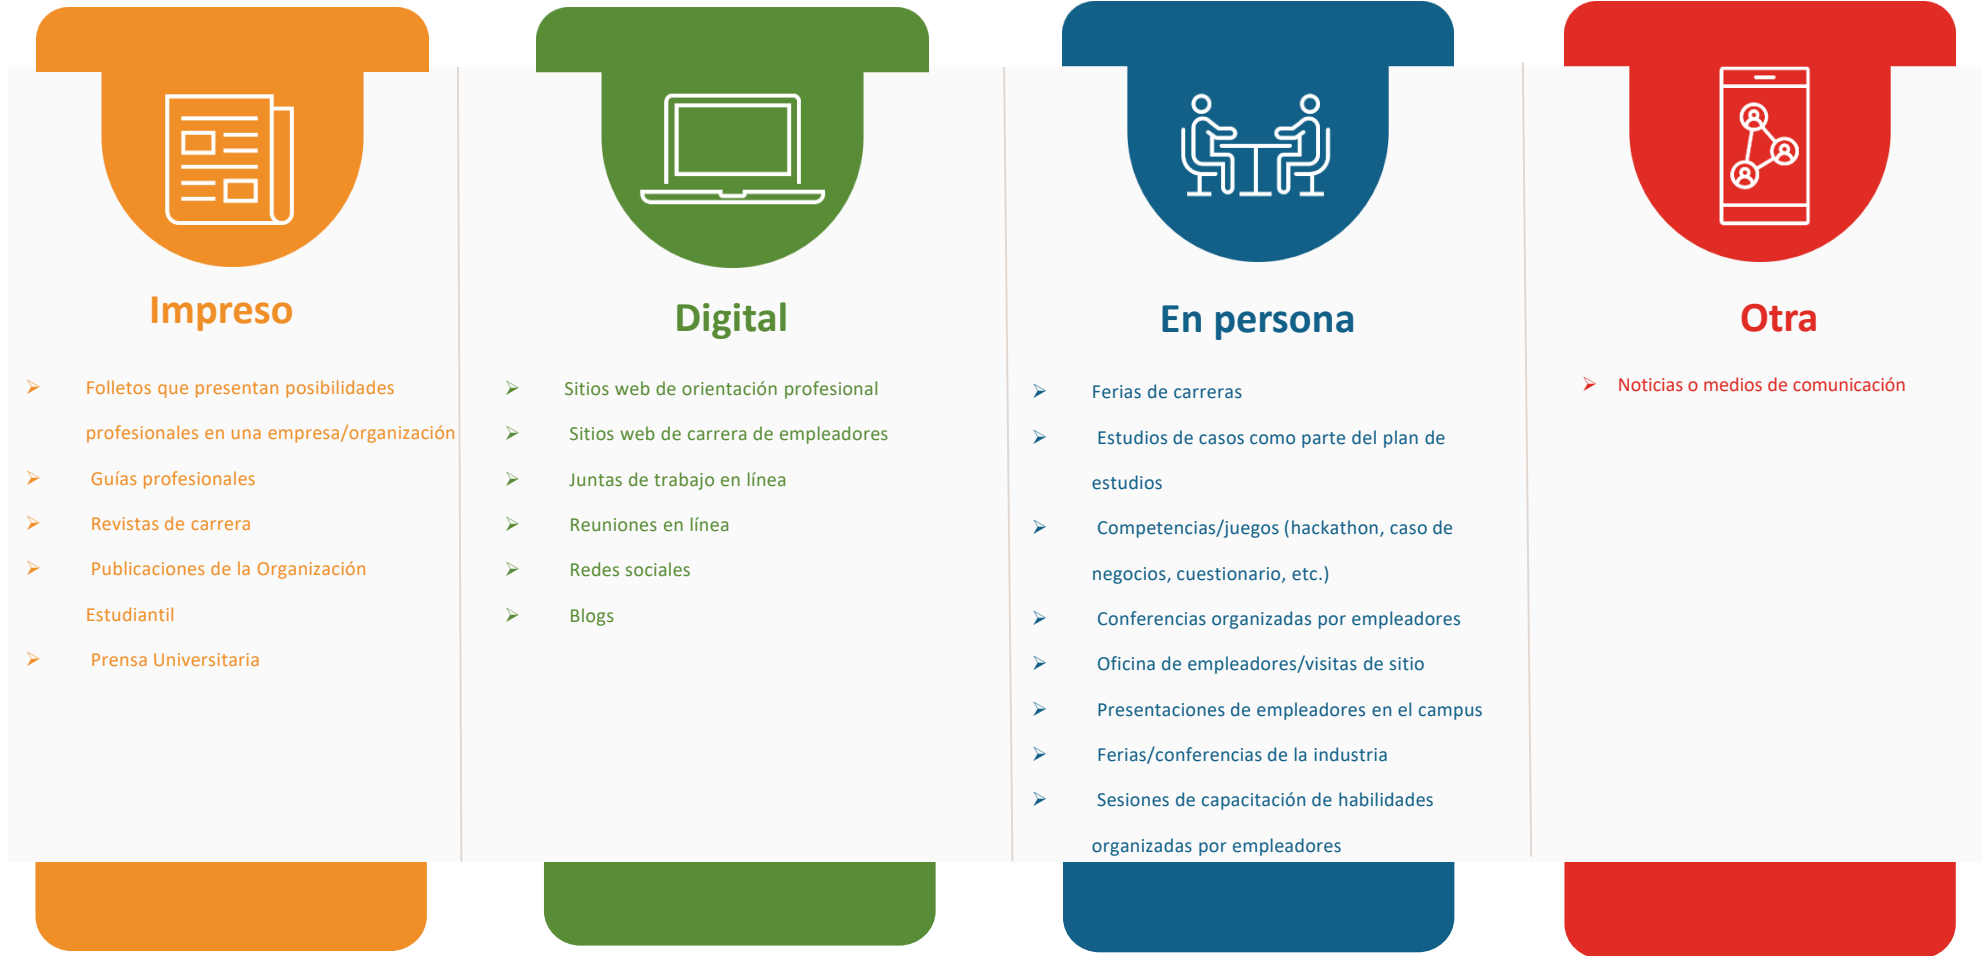 Impreso
➢ Folletos que presentan posibilidades
profesionales en una empresa/organización
➢ Guías profesionales
➢ Revistas de carrera
➢ Publicaciones de la Organización
Estudiantil
➢ Prensa Universitaria
Digital
➢ Sitios web de orientación profesional
➢ Sitios web de carrera de empleadores
➢ Juntas de trabajo en línea
➢ Reuniones en línea
➢ Redes sociales
➢ Blogs
En persona
➢ Ferias de carreras
➢ Estudios de casos como parte del plan de
estudios
➢ Competencias/juegos (hackathon, caso de
negocios, cuestionario, etc.)
➢ Conferencias organizadas por empleadores
➢ Oficina de empleadores/visitas de sitio
➢ Presentaciones de empleadores en el campus
➢ Ferias/conferencias de la industria
➢ Sesiones de capacitación de habilidades
organizadas por empleadores
Otra
➢ Noticias o medios de comunicación